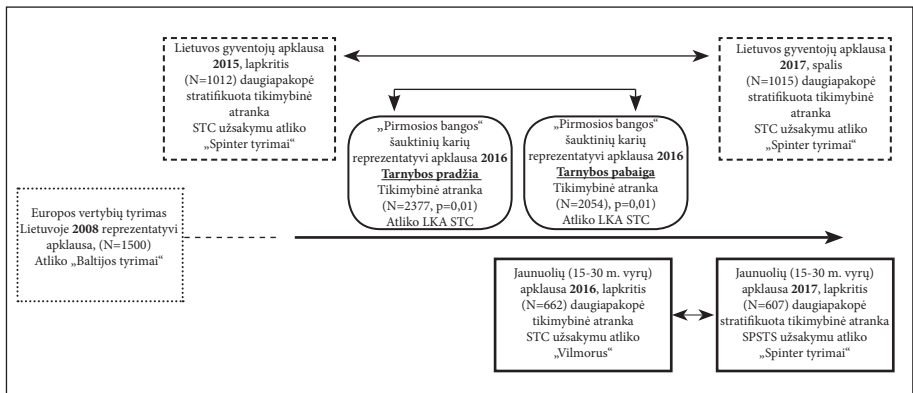 Lietuvos gyventojų apklausa
2015, lapkritis
(N=1012) daugiapakopė
stratifikuota tikimybinė
atranka
STC užsakymu atliko
„Spinter tyrimai“
Lietuvos gyventojų apklausa
2017, spalis
(N=1015) daugiapakopė
stratifikuota tikimybinė
atranka
STC užsakymu atliko
„Spinter tyrimai“
„Pirmosios bangos“
šauktinių karių
reprezentatyvi apklausa 2016
Tarnybos pradžia
Tikimybinė atranka
(N=2377, p=0,01)
Atliko LKA STC
„Pirmosios bangos“
šauktinių karių
reprezentatyvi apklausa 2016
Tarnybos pabaiga
Tikimybinė atranka
(N=2054), p=0,01)
Atliko LKA STC
Europos vertybių tyrimas
Lietuvoje 2008 reprezentatyvi
apklausa, (N=1500)
Atliko „Baltijos tyrimai“
Jaunuolių (15-30 m. vyrų)
apklausa 2016, lapkritis
(N=662) daugiapakopė
tikimybinė atranka
STC užsakymu atliko
„Vilmorus“
Jaunuolių (15-30 m. vyrų)
apklausa 2017, lapkritis
(N=607) daugiapakopė
stratifikuota tikimybinė atranka
SPSTS užsakymu atliko
„Spinter tyrimai“